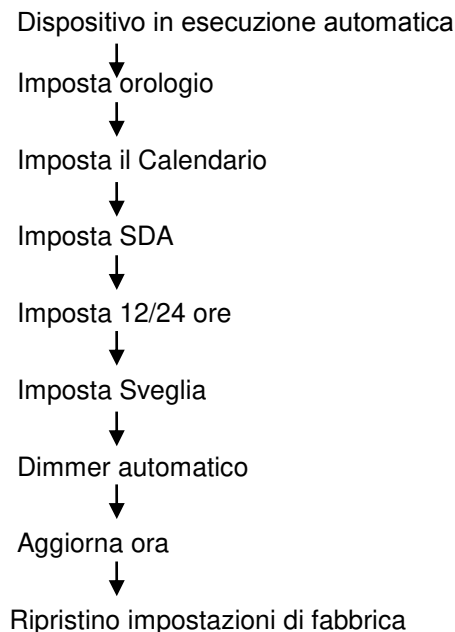 Dispositivo in esecuzione automatica
Imposta orologio
Imposta il Calendario
Imposta SDA
Imposta 12/24 ore
Imposta Sveglia
Dimmer automatico
Aggiorna ora
Ripristino impostazioni di fabbrica